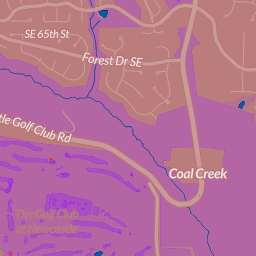 SE 65th St
Forest Dr SE
tle Golf Club Rd
Coal Creek
The Golf Club
at Newcastle